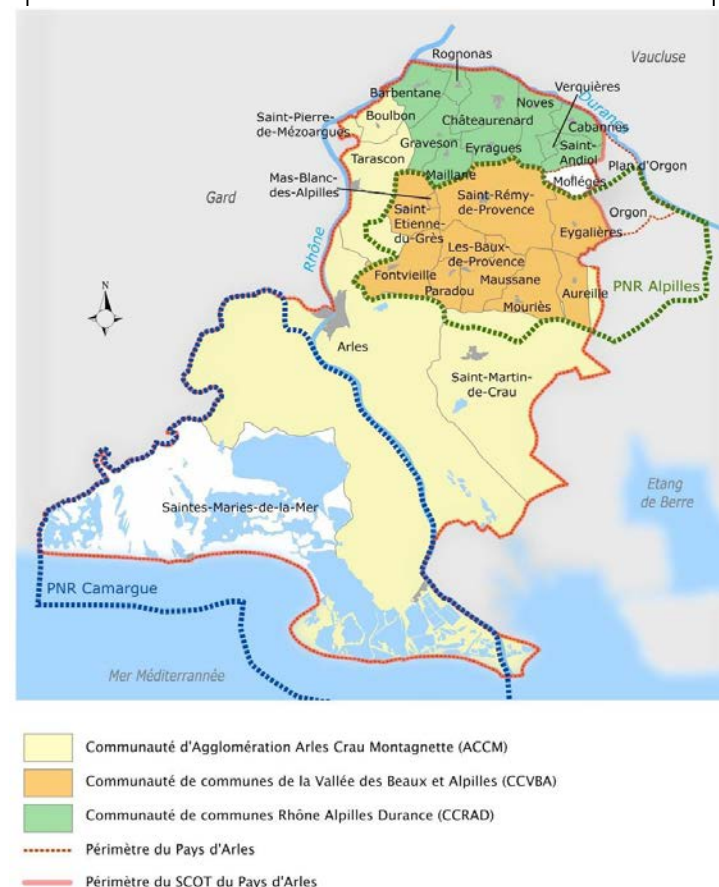 Rognonas
Vaucluse
Barbentane
Verquières
Durance
Noves
Boulbon
Saint-Pierre-
de-Mézoargues
Châteaurenard
Cabannes
Graveson
Eyragues
Saint-
Andiol
Tarascon
Plan d'Orgon
Maillane
Mollégès
Mas-Blanc-
des-Alpilles
Gard
Saint-Rémy-
de-Provence
Saint-
Etienne-
du-Grès
Orgon
Eygalières
Rhône
Les-Baux-
de-Provence
Fontvieille
Maussane
PNR Alpilles
Paradou
Aureille
Mouriès
N
Arles
Saint-Martin-
de-Crau
Etang
de Berre
Saintes-Maries-de-la-Mer
PNR Camargue
Mer Méditerrannée
Communauté d'Agglomération Arles Crau Montagnette (ACCM)
Communauté de communes de la Vallée des Beaux et Alpilles (CCVBA)
Communauté de communes Rhône Alpilles Durance (CCRAD)
Périmètre du Pays d'Arles
Périmètre du SCOT du Pays d'Arles